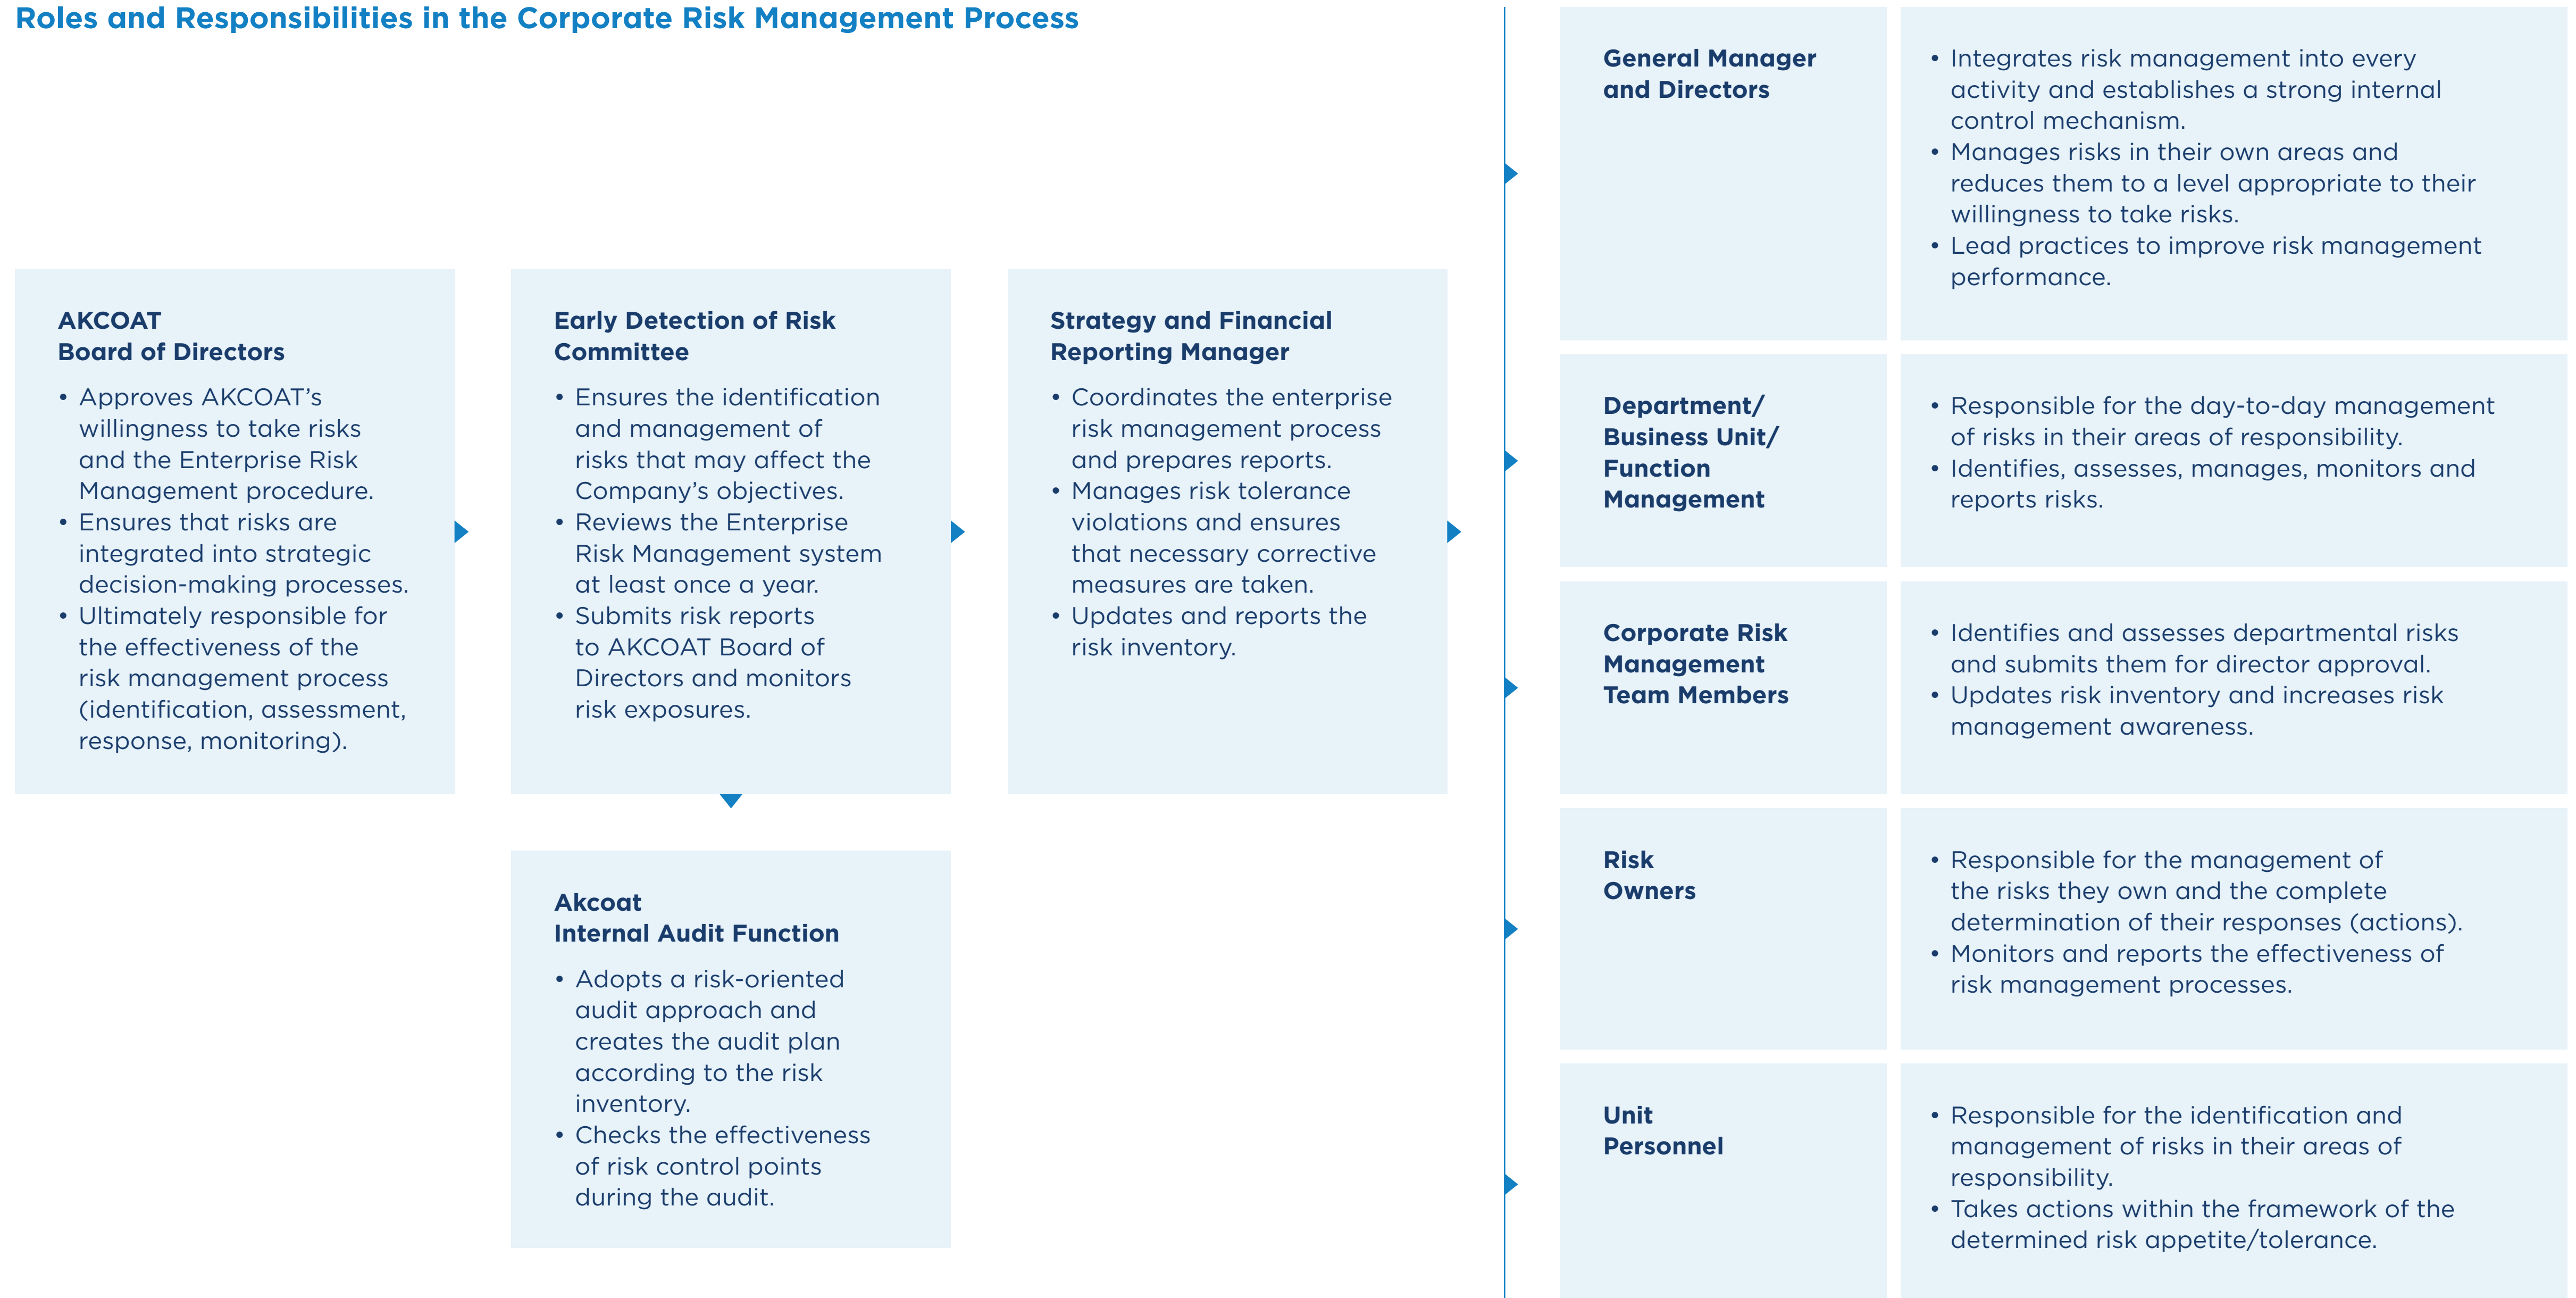 Roles and Responsibilities in the Corporate Risk Management Process
AKCOAT
Board of Directors
• Approves AKCOAT’s
willingness to take risks
and the Enterprise Risk
Management procedure.
• Ensures that risks are
integrated into strategic
decision-making processes.
• Ultimately responsible for
the effectiveness of the
risk management process
(identification, assessment,
response, monitoring).
Early Detection of Risk
Committee
• Ensures the identification
and management of
risks that may affect the
Company’s objectives.
• Reviews the Enterprise
Risk Management system
at least once a year.
• Submits risk reports
to AKCOAT Board of
Directors and monitors
risk exposures.
Akcoat
Internal Audit Function
• Adopts a risk-oriented
audit approach and
creates the audit plan
according to the risk
inventory.
• Checks the effectiveness
of risk control points
during the audit.
Strategy and Financial
Reporting Manager
• Coordinates the enterprise
risk management process
and prepares reports.
• Manages risk tolerance
violations and ensures
that necessary corrective
measures are taken.
• Updates and reports the
risk inventory.
General Manager
and Directors
• Integrates risk management into every
activity and establishes a strong internal
control mechanism.
• Manages risks in their own areas and
reduces them to a level appropriate to their
willingness to take risks.
• Lead practices to improve risk management
performance.
Department/
Business Unit/
Function
Management
• Responsible for the day-to-day management
of risks in their areas of responsibility.
• Identifies, assesses, manages, monitors and
reports risks.
Corporate Risk
Management
Team Members
• Identifies and assesses departmental risks
and submits them for director approval.
• Updates risk inventory and increases risk
management awareness.
Risk
Owners
• Responsible for the management of
the risks they own and the complete
determination of their responses (actions).
• Monitors and reports the effectiveness of
risk management processes.
Unit
Personnel
• Responsible for the identification and
management of risks in their areas of
responsibility.
• Takes actions within the framework of the
determined risk appetite/tolerance.